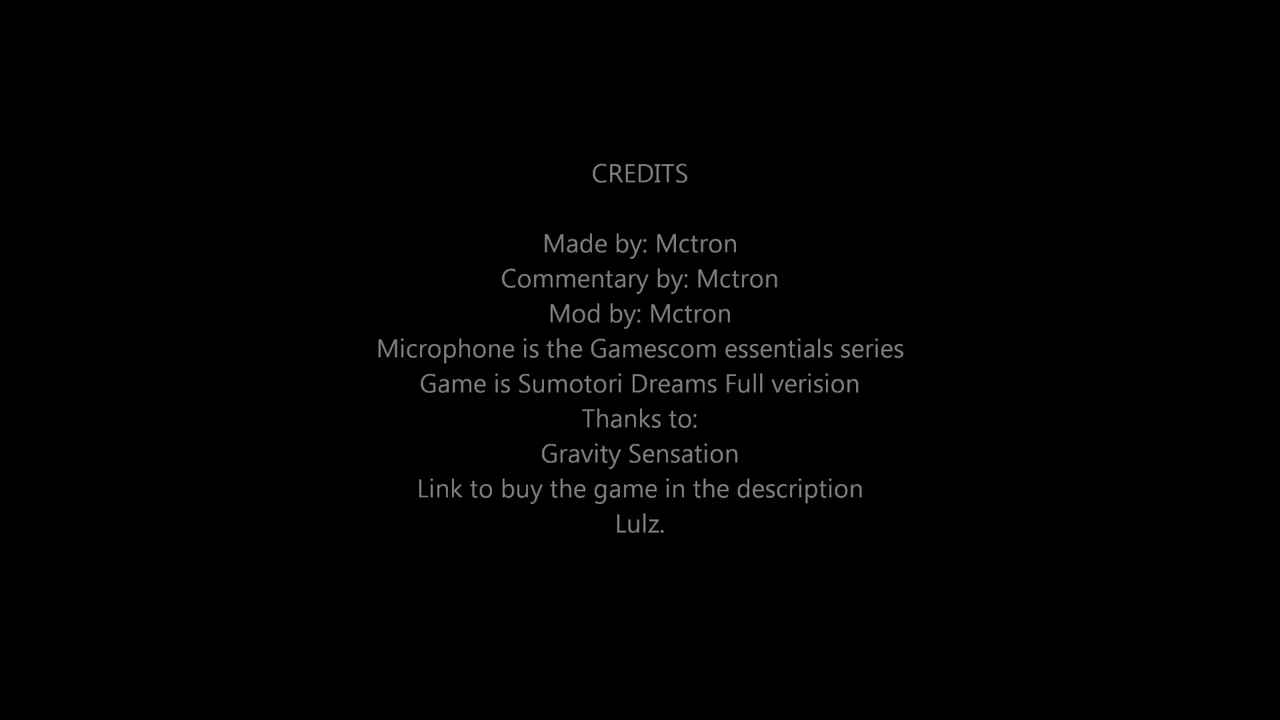 CREDITS
Made by: Mctron
Commentary by: Mctron
Mod by: Mctron
Microphone is the Gamescom essentials series
Game is Sumotori Dreams Full verision
Thanks to:
Gravity Sensation
Link to buy the game in the description
Lulz.